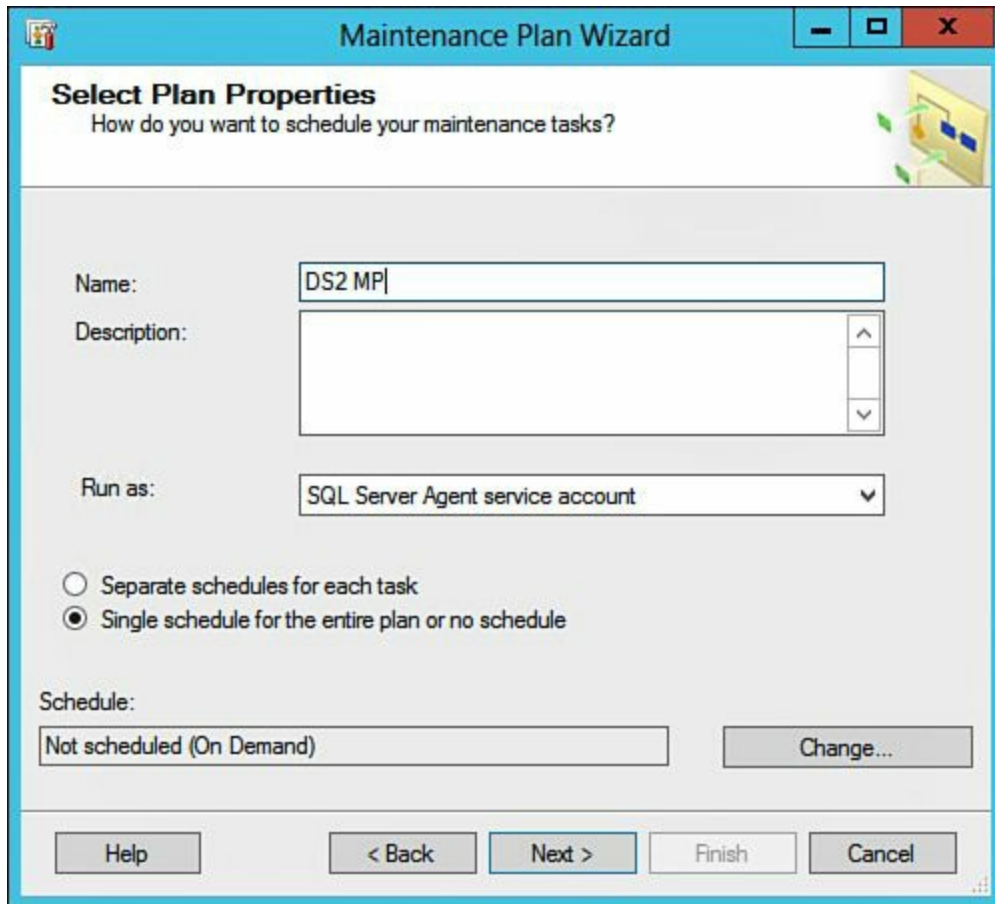 Maintenance Plan Wizard
Select Plan Properties
How do you want to schedule your maintenance tasks?
Name:
DS2 MP
Description:
Run as:
SQL Server Agent service account
Separate schedules for each task
Single schedule for the entire plan or no schedule
Schedule:
Not scheduled (On Demand)
Change...
Help
< Back
Next >
Finish
Cancel